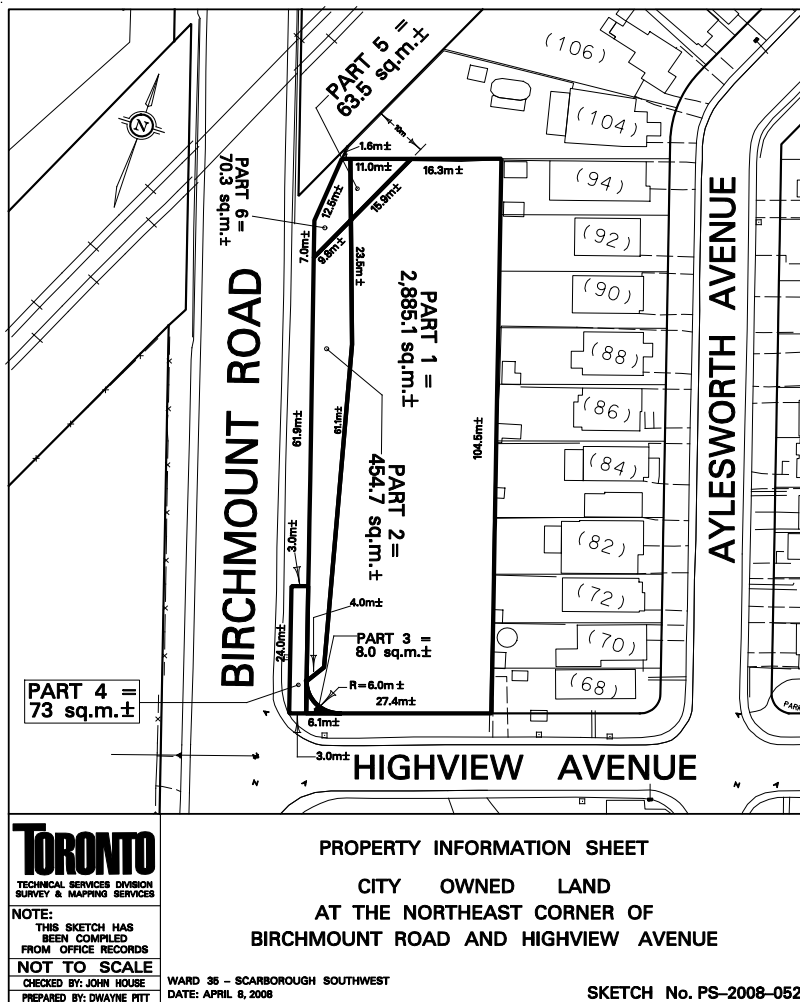 PART 5 =
63.5 sq.m.±
(106)
(104)
(94)
(92)
(90)
(88)
(86)
(84)
(82)
(72)
(70)
(68)
N
10m
1.6m±
11.0m±
16.3m±
12.5m±
15.9m±
9.8m±
7.0m±
23.5m±
PART 6 =
70.3 sq.m.±
PART 1 =
2,885.1 sq.m.±
61.9m±
61.1m±
104.5m±
PART 2 =
454.7 sq.m.±
3.0m±
4.0m±
24.0m±
PART 3 =
8.0 sq.m.±
R=6.0m±
27.4m±
6.1m±
3.0m±
PART 4 =
73 sq.m.±
BIRCHMOUNT ROAD
AYLESWORTH AVENUE
HIGHVIEW AVENUE
TORONTO
TECHNICAL SERVICES DIVISION
SURVEY & MAPPING SERVICES
NOTE:
THIS SKETCH HAS
BEEN COMPILED
FROM OFFICE RECORDS
NOT TO SCALE
CHECKED BY: JOHN HOUSE
PREPARED BY: DWAYNE PITT
PROPERTY INFORMATION SHEET
CITY OWNED LAND
AT THE NORTHEAST CORNER OF
BIRCHMOUNT ROAD AND HIGHVIEW AVENUE
WARD 35 – SCARBOROUGH SOUTHWEST
DATE: APRIL 8, 2008
SKETCH No. PS–2008–052